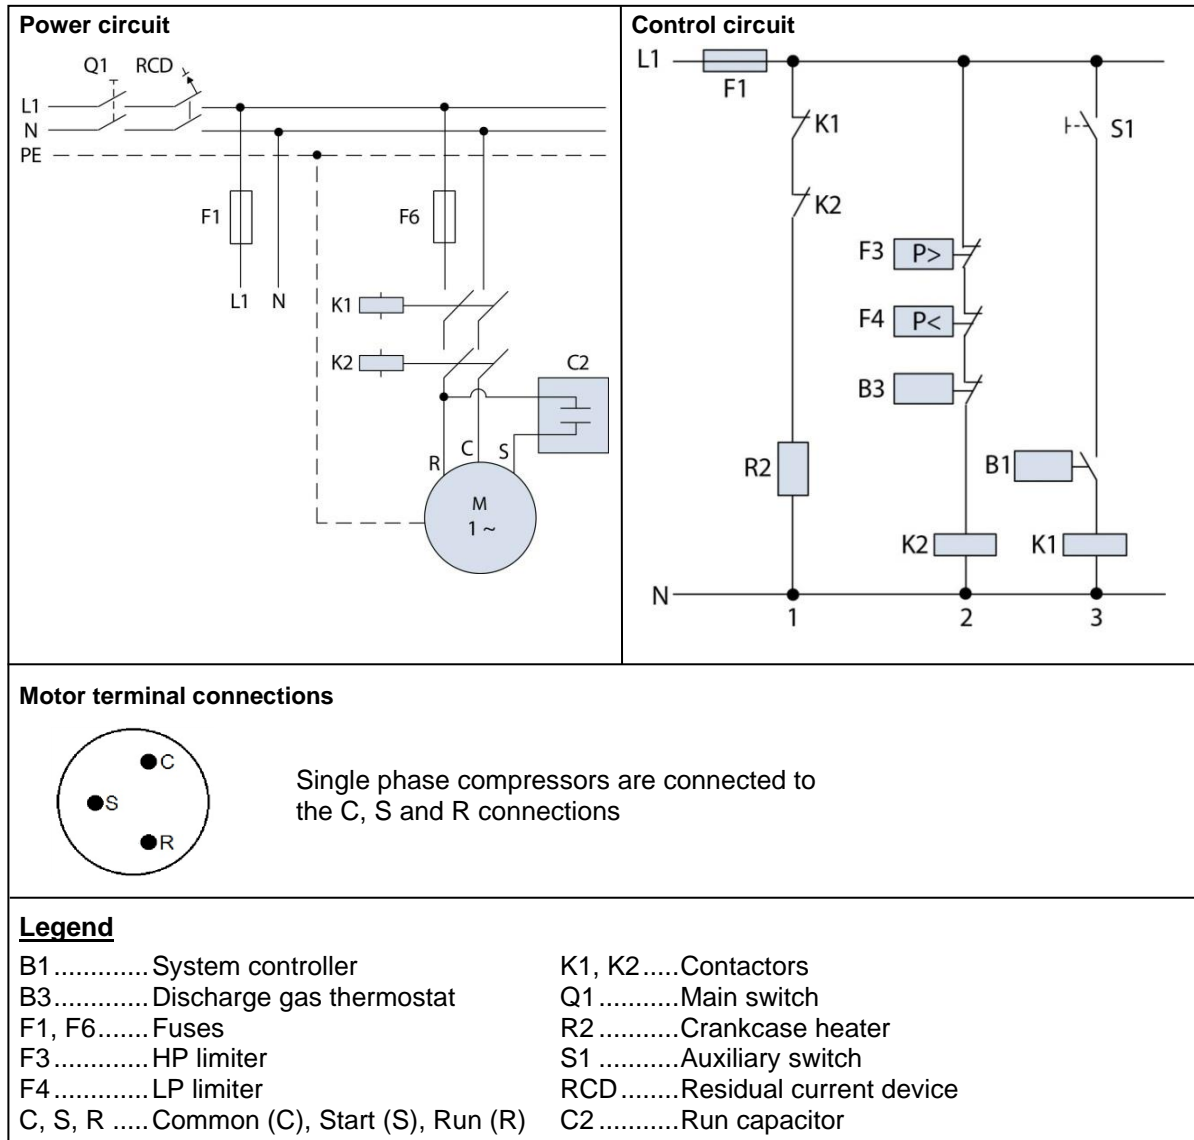 Power circuit
Q1 RCD
L1
N
PE
F1
F6
L1 N
K1
K2
C2
R C S
M
1 ~
Control circuit
L1
F1
K1
S1
K2
F3 P>
F4 P<
B3
R2
B1
K2
K1
N
1 2 3
Motor terminal connections
C
S
R
Single phase compressors are connected to
the C, S and R connections
Legend
B1.............System controller
B3.............Discharge gas thermostat
F1, F6.......Fuses
F3.............HP limiter
F4.............LP limiter
C, S, R .....Common (C), Start (S), Run (R)
K1, K2.....Contactors
Q1...........Main switch
R2...........Crankcase heater
S1 ...........Auxiliary switch
RCD........Residual current device
C2...........Run capacitor